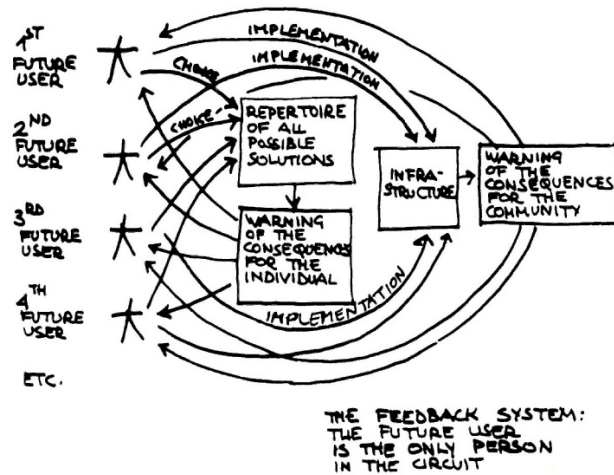 1ST
FUTURE
USER
2ND
FUTURE
USER
3RD
FUTURE
USER
4TH
FUTURE
USER
ETC.
CHOICE
CHOICE
IMPLEMENTATION
IMPLEMENTATION
REPERTOIRE
OF ALL
POSSIBLE
SOLUTIONS
WARNING
OF THE
CONSEQUENCES
FOR THE
INDIVIDUAL
IMPLEMENTATION
INFRA-
STRUCTURE
WARNING
OF THE
CONSEQUENCES
FOR THE
COMMUNITY
THE FEEDBACK SYSTEM:
THE FUTURE USER
IS THE ONLY PERSON
IN THE CIRCUIT